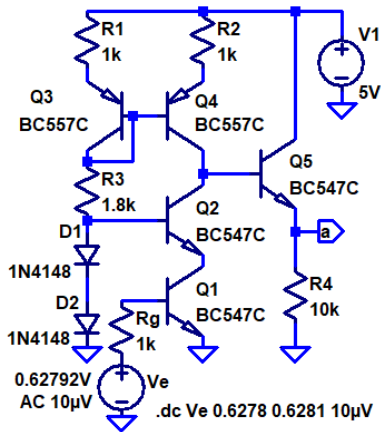 R1
1k
R2
1k
V1
5V
Q3
BC557C
Q4
BC557C
R3
1.8k
Q5
BC547C
D1
Q2
BC547C
a
1N4148
D2
Q1
BC547C
R4
10k
1N4148
Rg
1k
0.62792V
AC 10µV
Ve
.dc Ve 0.6278 0.6281 10µV